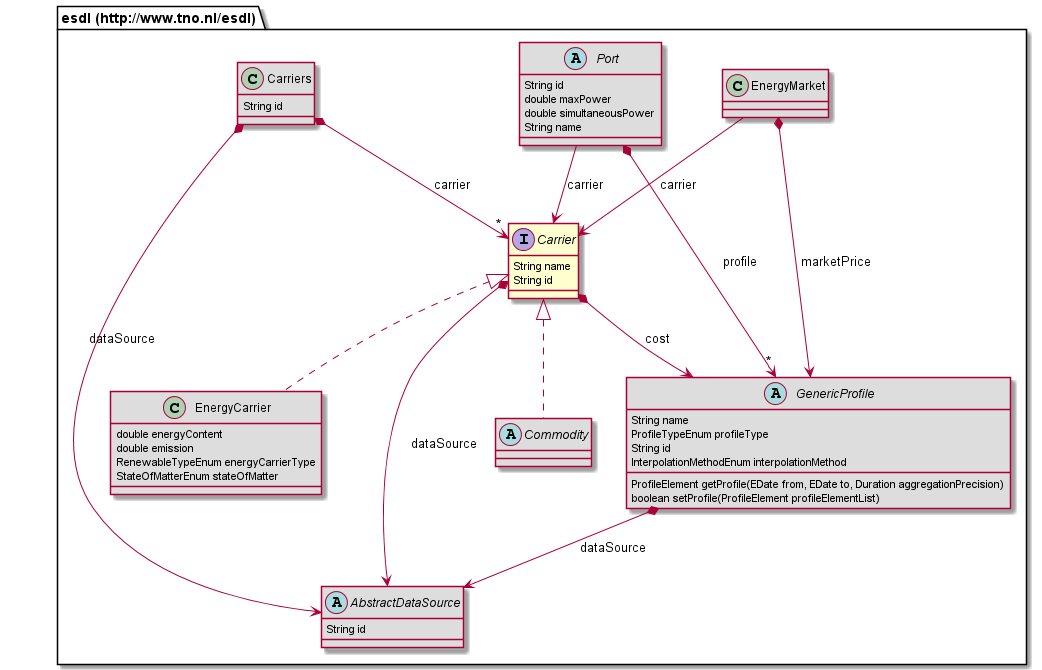 esdl (http://www.tno.nl/esdl)
C Carriers
String id
A Port
String id
double maxPower
double simultaneousPower
String name
C EnergyMarket
carrier
carrier
carrier
*
I Carrier
String name
String id
profile
marketPrice
dataSource
cost
*
C EnergyCarrier
double energyContent
double emission
RenewableTypeEnum energyCarrierType
StateOfMatterEnum stateOfMatter
dataSource
A Commodity
A GenericProfile
String name
ProfileTypeEnum profileType
String id
InterpolationMethodEnum interpolationMethod
ProfileElement getProfile(EDate from, EDate to, Duration aggregationPrecision)
boolean setProfile(ProfileElement profileElementList)
dataSource
A AbstractDataSource
String id